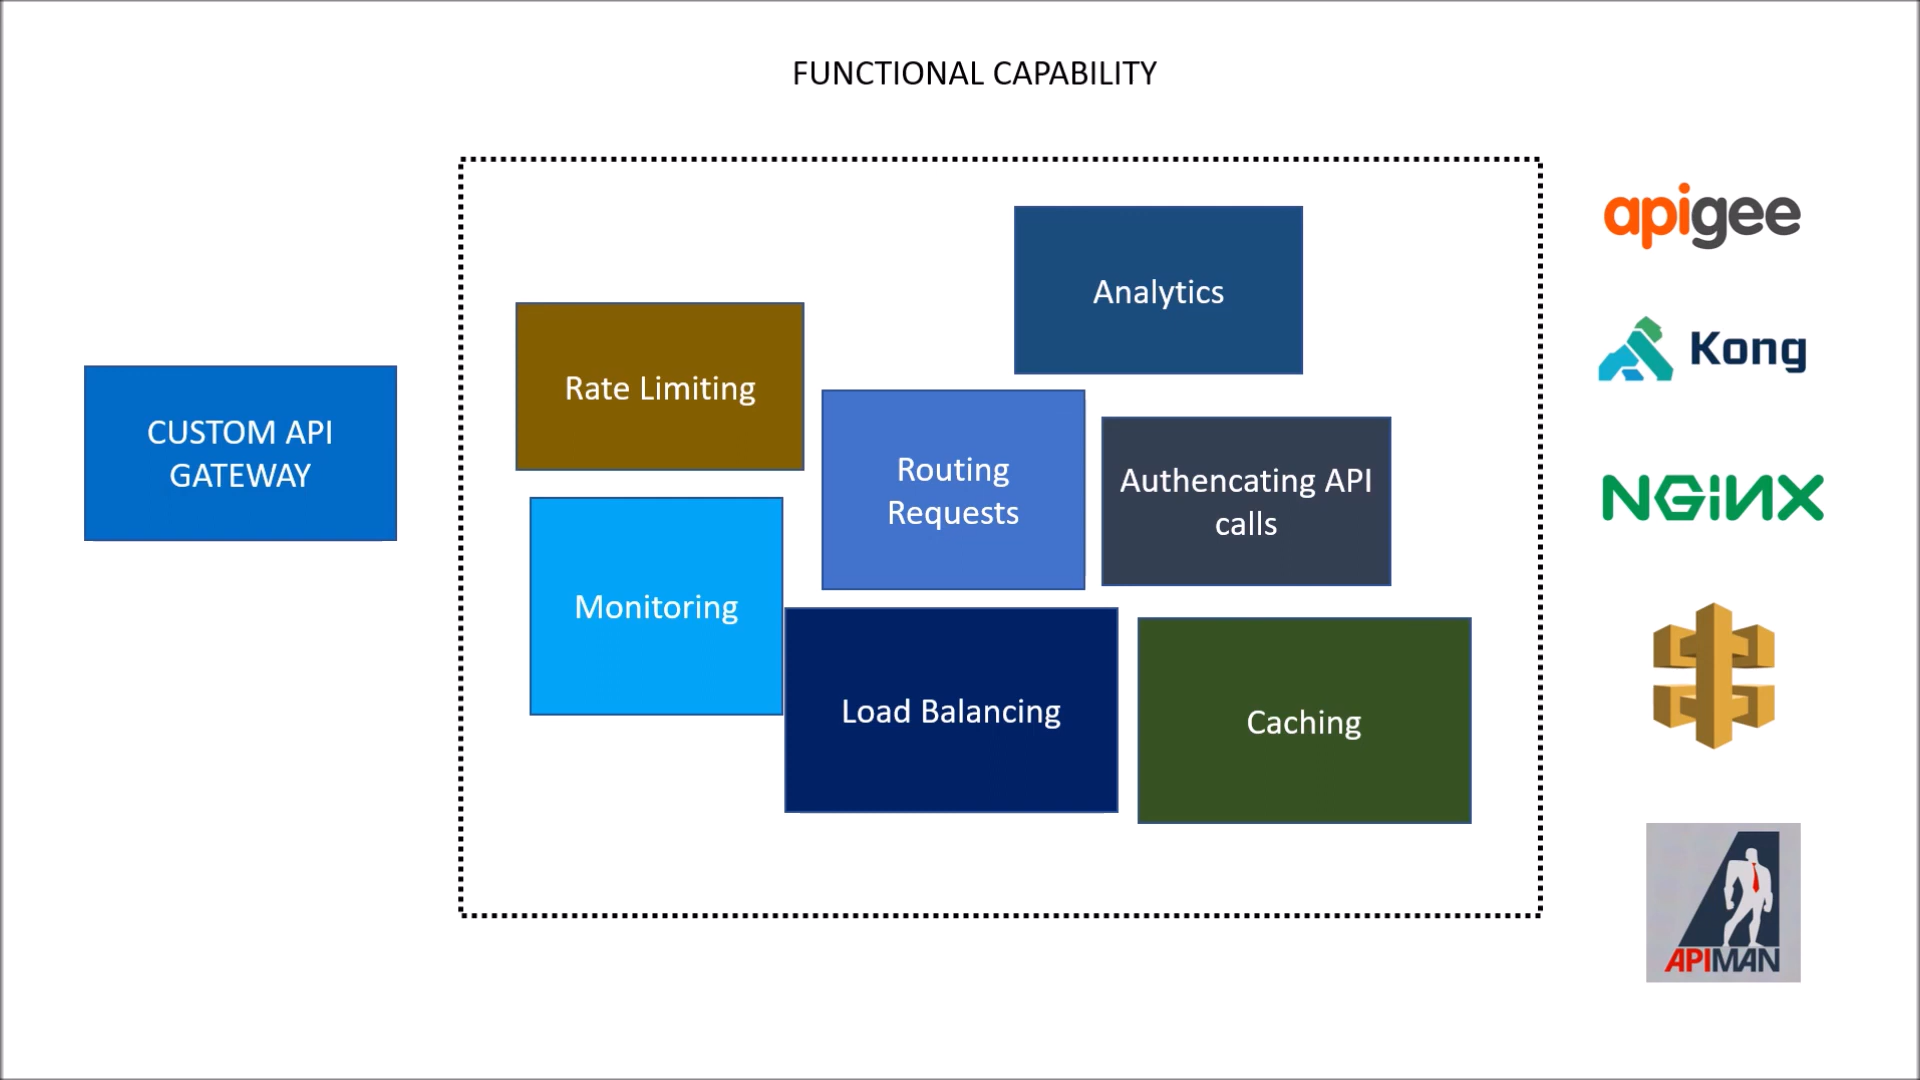 FUNCTIONAL CAPABILITY
CUSTOM API
GATEWAY
Rate Limiting
Analytics
Routing
Requests
Authencating API
calls
Monitoring
Load Balancing
Caching
apigee
Kong
NGINX
APIMAN